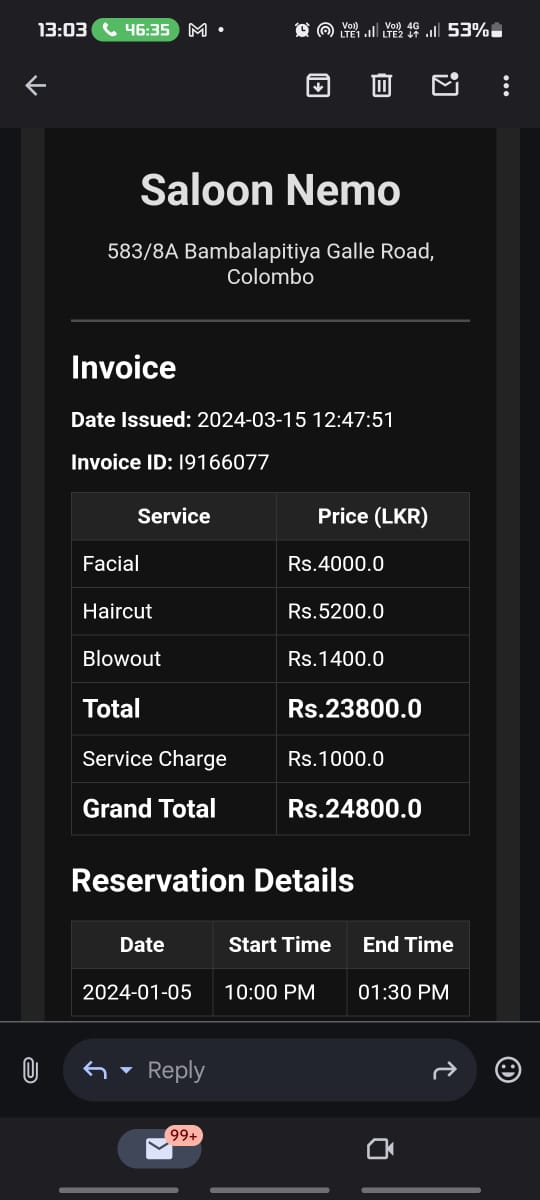 13:03 46:35 Vo) LTE1 Vo) LTE2 4G 53%
Saloon Nemo
583/8A Bambalapitiya Galle Road,
Colombo
Invoice
Date Issued: 2024-03-15 12:47:51
Invoice ID: I9166077
Service Price (LKR)
Facial Rs.4000.0
Haircut Rs.5200.0
Blowout Rs.1400.0
Total Rs.23800.0
Service Charge Rs.1000.0
Grand Total Rs.24800.0
Reservation Details
Date Start Time End Time
2024-01-05 10:00 PM 01:30 PM
Reply
99+